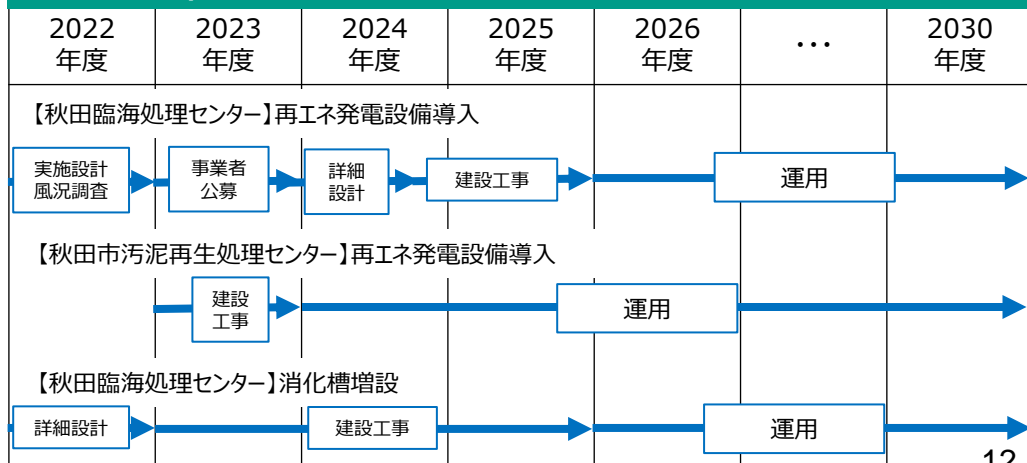 2022
年度
2023
年度
2024
年度
2025
年度
2026
年度
･･･
2030
年度
【秋田臨海処理センター】再エネ発電設備導入
実施設計
風況調査
事業者
公募
詳細
設計
建設工事
運用
【秋田市汚泥再生処理センター】再エネ発電設備導入
建設
工事
運用
【秋田臨海処理センター】消化槽増設
詳細設計
建設工事
運用
12